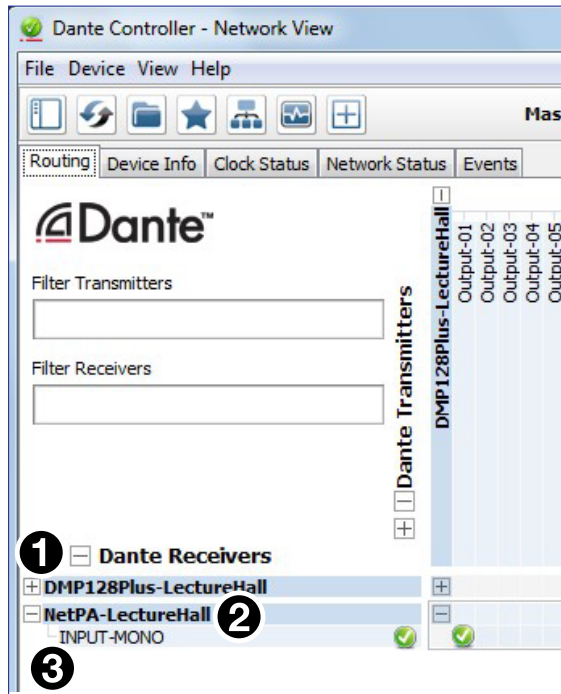 Dante Controller - Network View
File Device View Help
Mas
Routing Device Info Clock Status Network Status Events
Dante™
Filter Transmitters
Filter Receivers
Dante Transmitters
DMP128Plus-LectureHall
Output-01
Output-02
Output-03
Output-04
Output-05
1 Dante Receivers
DMP128Plus-LectureHall
NetPA-LectureHall 2
INPUT-MONO
3